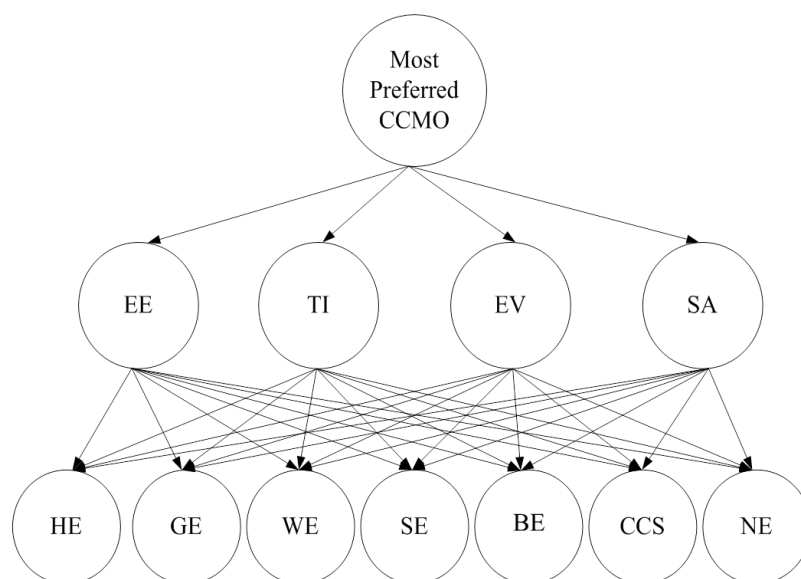 Most
Preferred
CCMO
EE
TI
EV
SA
HE
GE
WE
SE
BE
CCS
NE